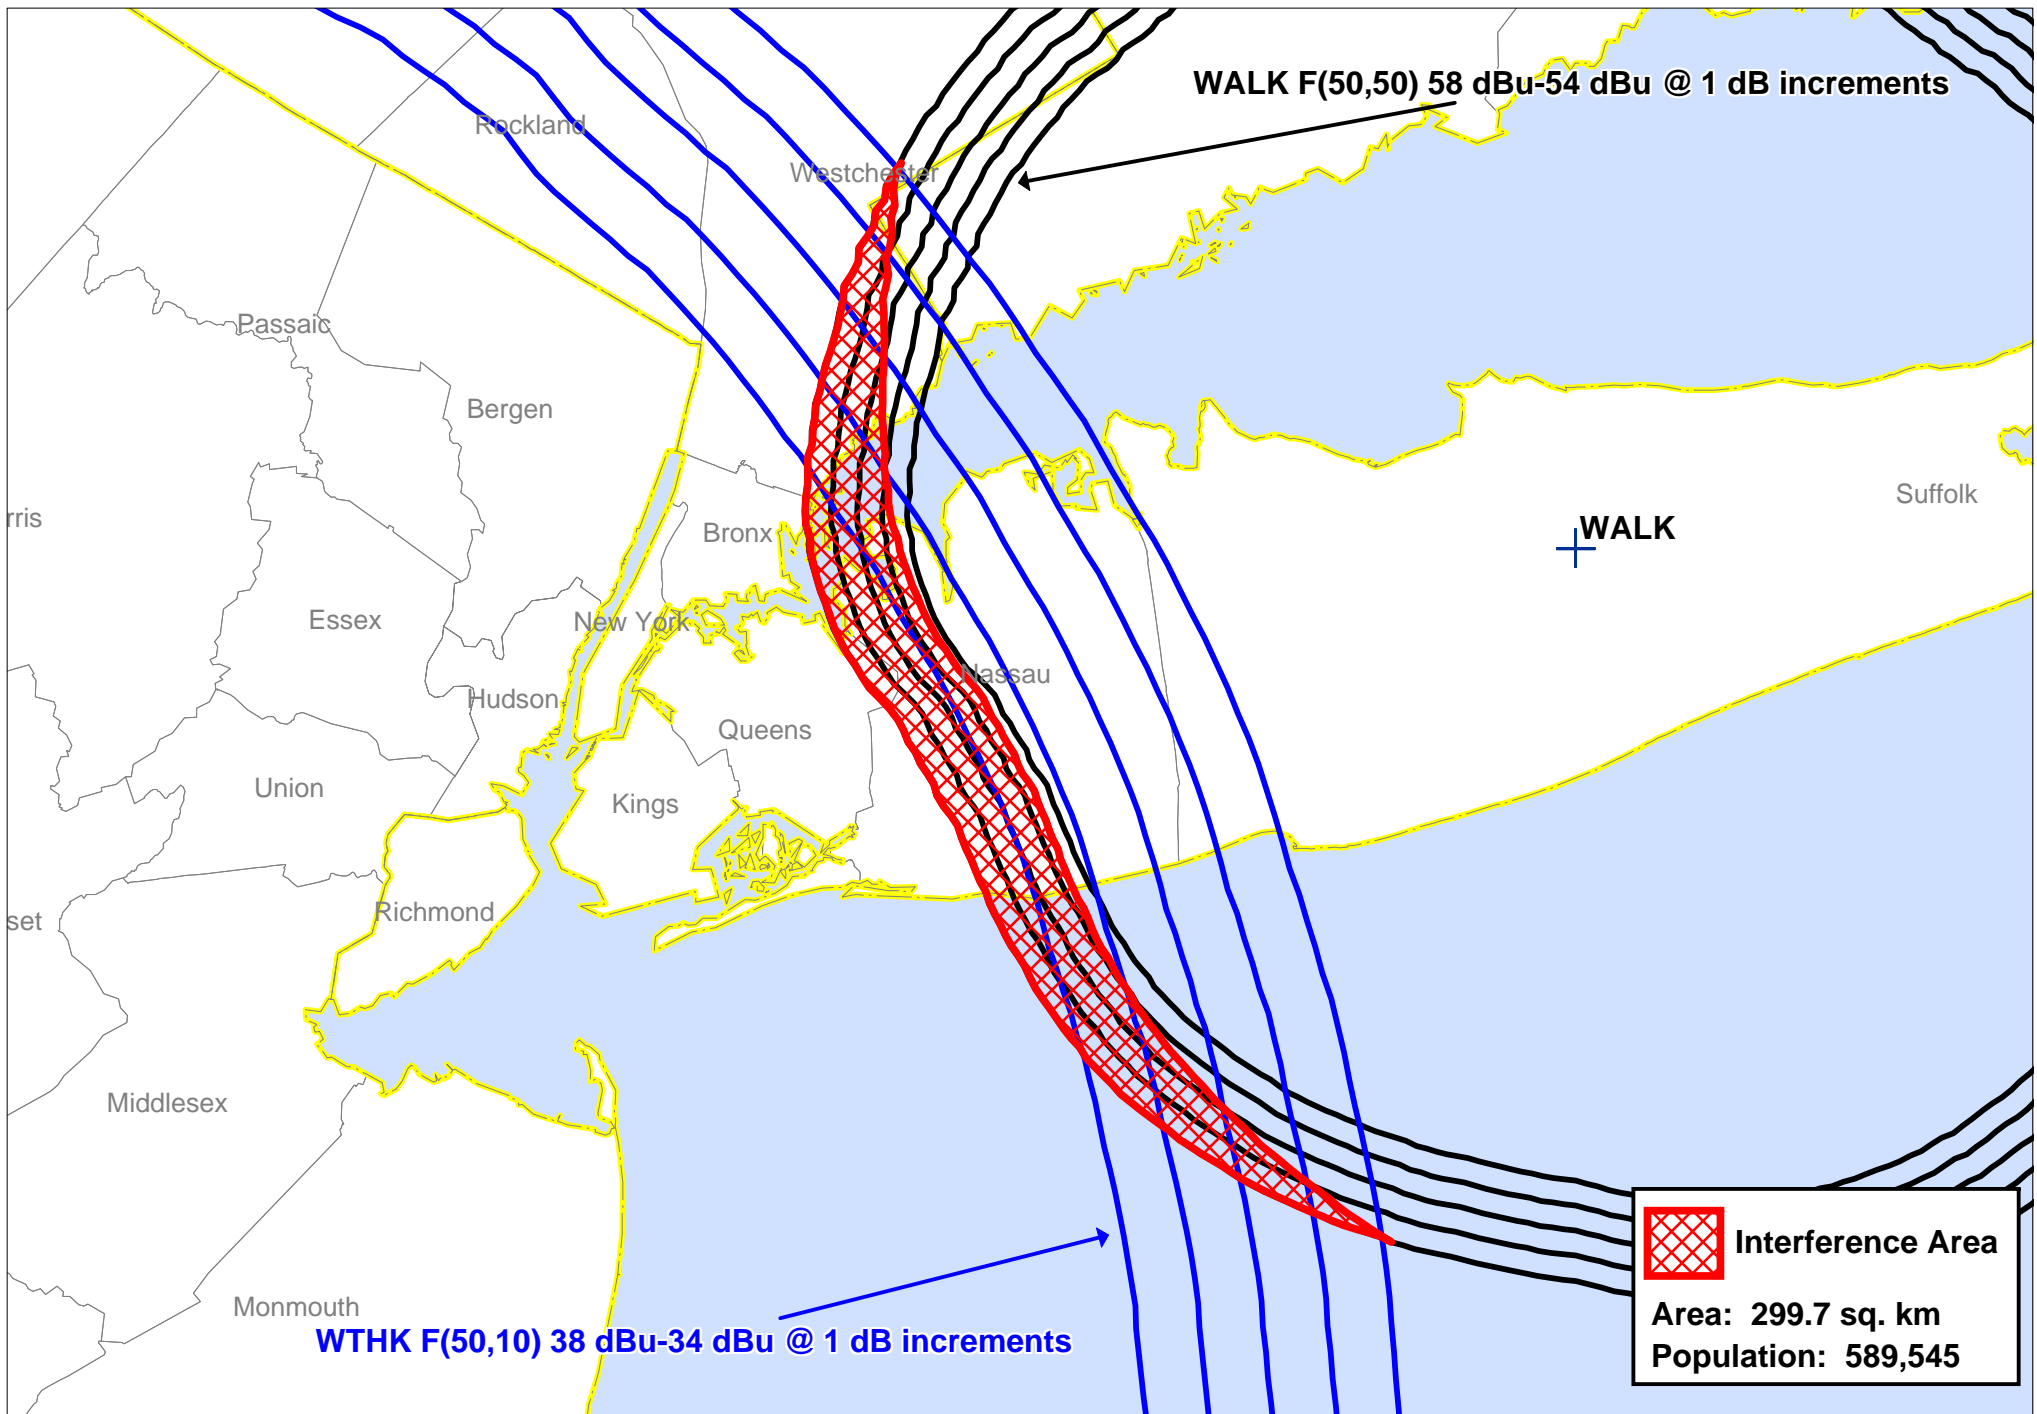 WALK F(50,50) 58 dBu-54 dBu @ 1 dB increments
Rockland
Westchester
Passaic
Bergen
Suffolk
rris
WALK
Bronx
Essex
New York
Nassau
Hudson
Queens
Union
Kings
Richmond
set
Middlesex
Interference Area
Monmouth
Area: 299.7 sq. km
WTHK F(50,10) 38 dBu-34 dBu @ 1 dB increments
Population: 589,545